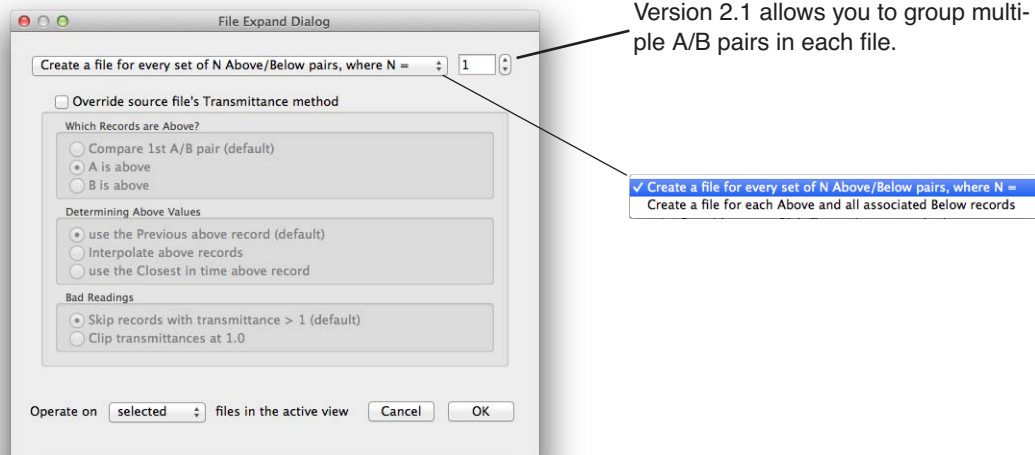 File Expand Dialog
Version 2.1 allows you to group multi-
ple A/B pairs in each file.
Create a file for every set of N Above/Below pairs, where N =
1
Override source file's Transmittance method
Which Records are Above?
Compare 1st A/B pair (default)
A is above
B is above
✓ Create a file for every set of N Above/Below pairs, where N =
Create a file for each Above and all associated Below records
Determining Above Values
use the Previous above record (default)
Interpolate above records
use the Closest in time above record
Bad Readings
Skip records with transmittance > 1 (default)
Clip transmittances at 1.0
Operate on selected files in the active view Cancel OK